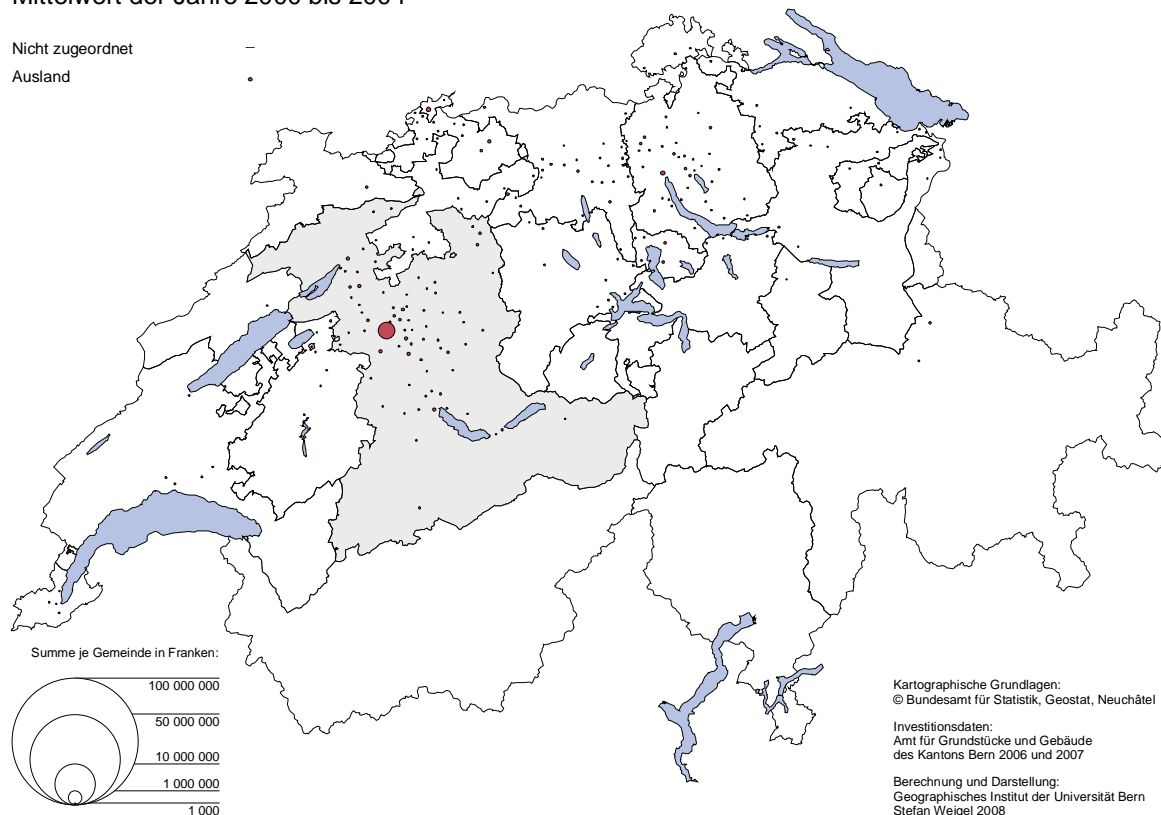 Mittelwert der Jahre 2000 bis 2004
Nicht zugeordnet –
Ausland
Summe je Gemeinde in Franken:
100 000 000
50 000 000
10 000 000
1 000 000
1 000
Kartographische Grundlagen:
© Bundesamt für Statistik, Geostat, Neuchâtel
Investitionsdaten:
Amt für Grundstücke und Gebäude
des Kantons Bern 2006 und 2007
Berechnung und Darstellung:
Geographisches Institut der Universität Bern
Stefan Weigel 2008